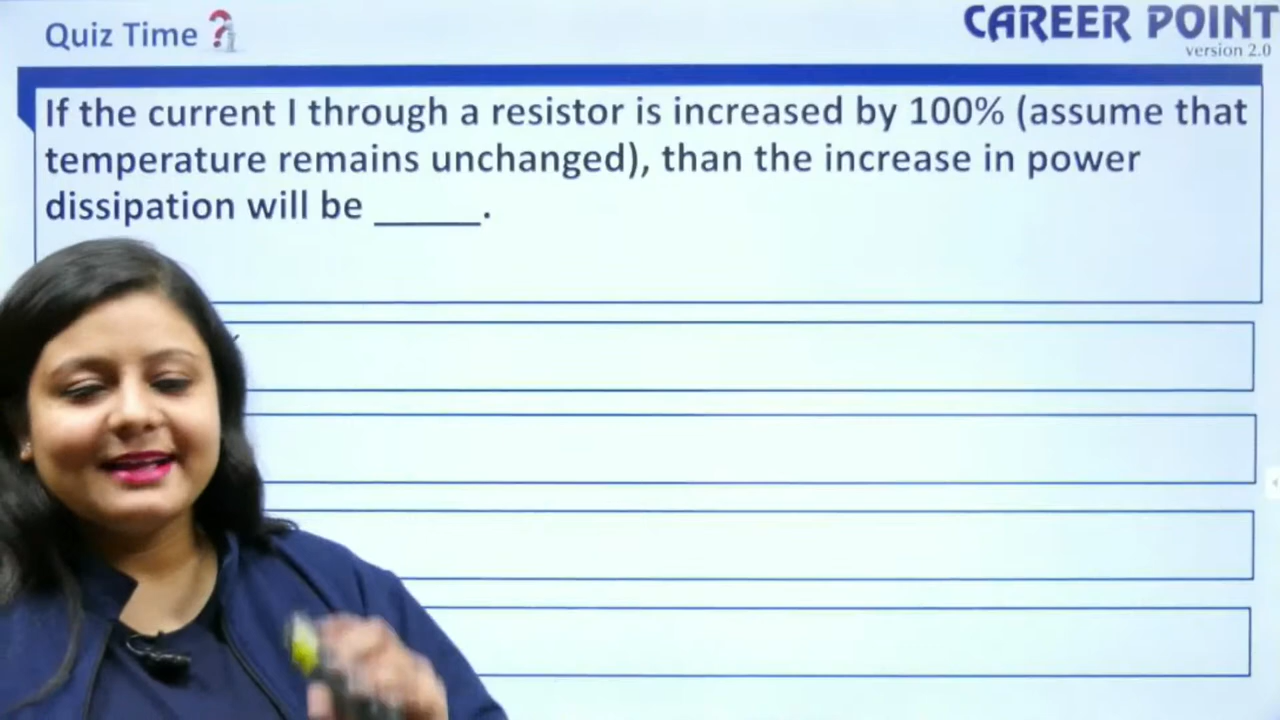 Quiz Time
CAREER POINT
version 2.0
If the current I through a resistor is increased by 100% (assume that
temperature remains unchanged), than the increase in power
dissipation will be _____.